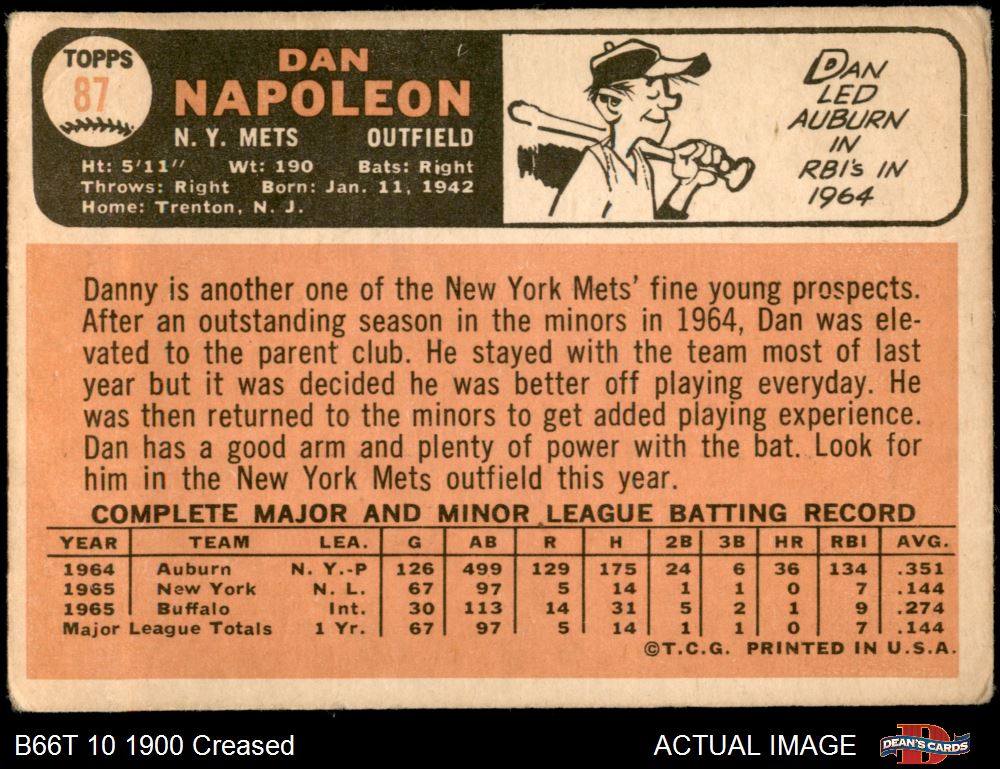 TOPPS
87
DAN
NAPOLEON
N. Y. METS OUTFIELD
Ht: 5'11" Wt: 190 Bats: Right
Throws: Right Born: Jan. 11, 1942
Home: Trenton, N. J.
DAN
LED
AUBURN
IN
RBI's IN
1964
Danny is another one of the New York Mets' fine young prospects.
After an outstanding season in the minors in 1964, Dan was ele-
vated to the parent club. He stayed with the team most of last
year but it was decided he was better off playing everyday. He
was then returned to the minors to get added playing experience.
Dan has a good arm and plenty of power with the bat. Look for
him in the New York Mets outfield this year.
COMPLETE MAJOR AND MINOR LEAGUE BATTING RECORD
YEAR TEAM LEA. G AB R H 2B 3B HR RBI AVG.
1964 Auburn N. Y.-P 126 499 129 175 24 6 36 134 .351
1965 New York N. L. 67 97 5 14 1 1 0 7 .144
1965 Buffalo Int. 30 113 14 31 5 2 1 9 .274
Major League Totals 1 Yr. 67 97 5 14 1 1 0 7 .144
©T.C.G. PRINTED IN U.S.A.
B66T 10 1900 Creased ACTUAL IMAGE DEAN'S CARDS